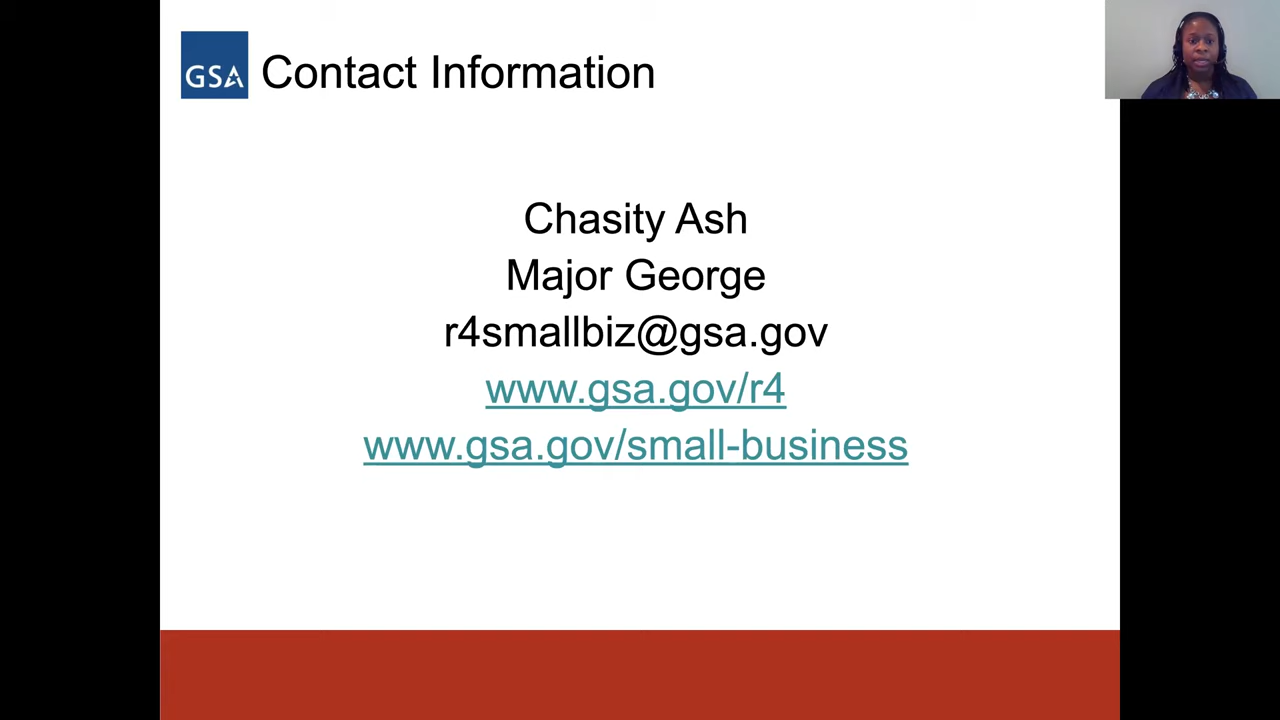 GSA
Contact Information
Chasity Ash
Major George
r4smallbiz@gsa.gov
www.gsa.gov/r4
www.gsa.gov/small-business